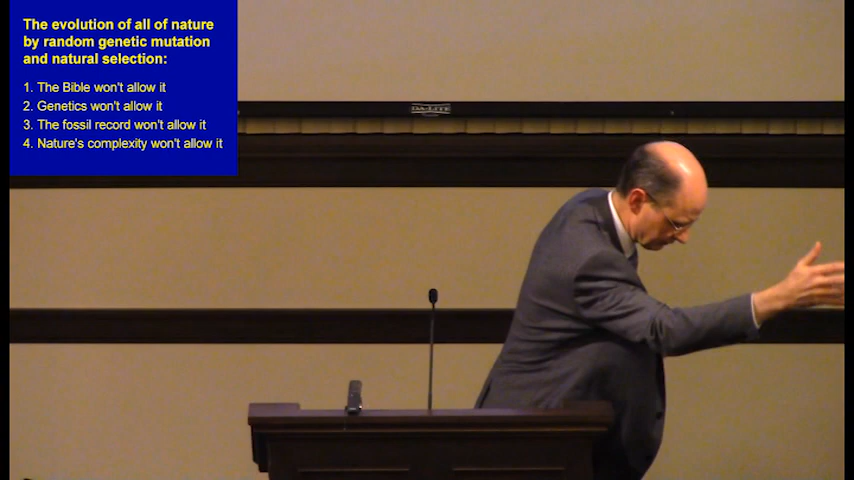 The evolution of all of nature
by random genetic mutation
and natural selection:
1. The Bible won't allow it
2. Genetics won't allow it
3. The fossil record won't allow it
4. Nature's complexity won't allow it
DA-LITE